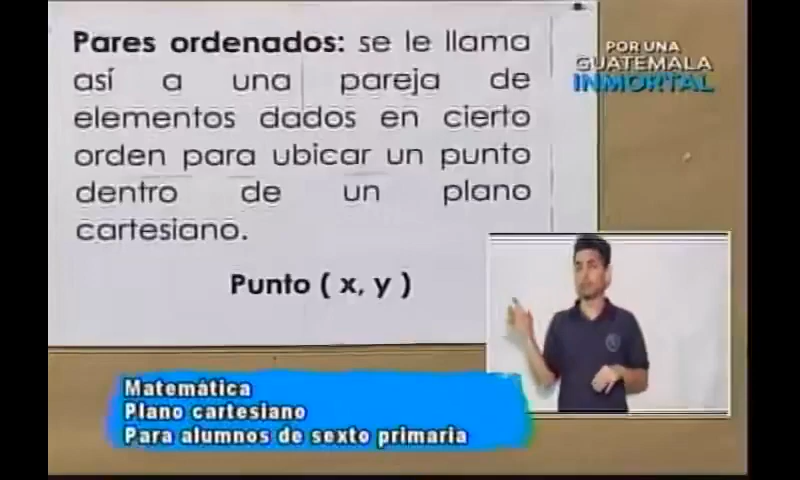 Pares ordenados: se le llama
así a una pareja de
elementos dados en cierto
orden para ubicar un punto
dentro de un plano
cartesiano.
Punto ( x, y )
POR UNA
GUATEMALA
INMORTAL
Matemática
Plano cartesiano
Para alumnos de sexto primaria